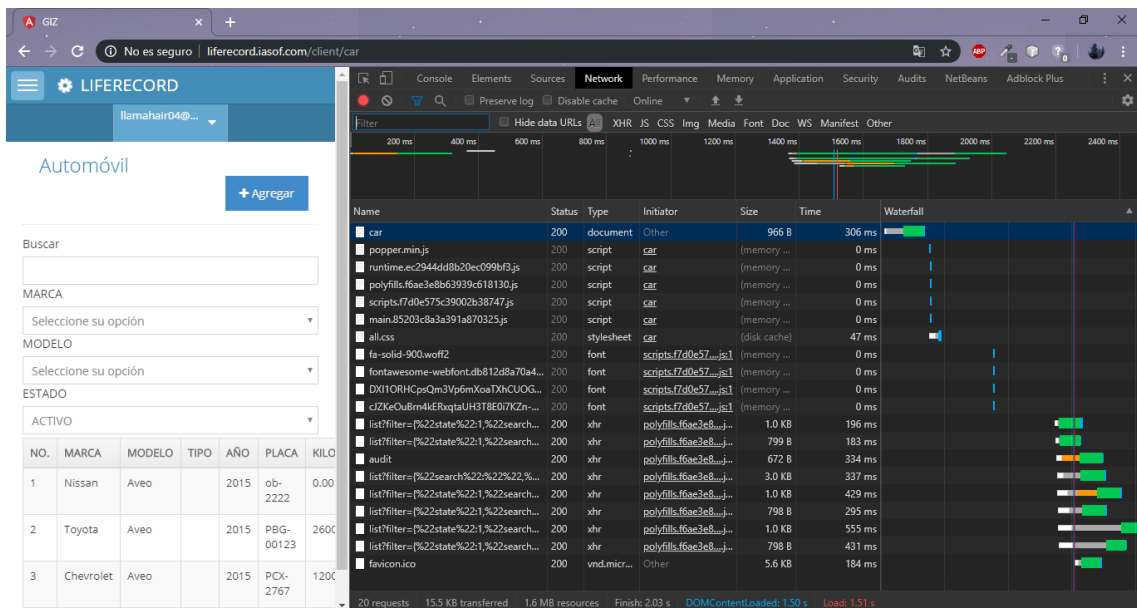 GIZ
No es seguro | liferecord.iasof.com/client/car
LIFERECORD
llamahair04@...
Automóvil
+ Agregar
Buscar
MARCA
Seleccione su opción
MODELO
Seleccione su opción
ESTADO
ACTIVO
NO. MARCA MODELO TIPO AÑO PLACA KILO
1 Nissan Aveo 2015 ob-2222 0.00
2 Toyota Aveo 2015 PBG-00123 2600
3 Chevrolet Aveo 2015 PCX-2767 1200
Console Elements Sources Network Performance Memory Application Security Audits NetBeans Adblock Plus
Preserve log Disable cache Online
Filter Hide data URLs All XHR JS CSS Img Media Font Doc WS Manifest Other
200 ms 400 ms 600 ms 800 ms 1000 ms 1200 ms 1400 ms 1600 ms 1800 ms 2000 ms 2200 ms 2400 ms
Name Status Type Initiator Size Time Waterfall
car 200 document Other 966 B 306 ms
popper.min.js 200 script car (memory ... 0 ms
runtime.ec2944dd8b20ec099bf3.js 200 script car (memory ... 0 ms
polyfills.f6ae3e8b63939c618130.js 200 script car (memory ... 0 ms
scripts.f7d0e575c39002b38747.js 200 script car (memory ... 0 ms
main.85203c8a3a391a870325.js 200 script car (memory ... 0 ms
all.css 200 stylesheet car (disk cache) 47 ms
fa-solid-900.woff2 200 font scripts.f7d0e57....js:1 (memory ... 0 ms
fontawesome-webfont.db812d8a70a4... 200 font scripts.f7d0e57....js:1 (memory ... 0 ms
DXI1ORHCpsQm3Vp6mXoaTXhCUOG... 200 font scripts.f7d0e57....js:1 (memory ... 0 ms
cJZKeOuBrn4kERxqtaUH3T8E0i7KZn-... 200 font scripts.f7d0e57....js:1 (memory ... 0 ms
list?filter={%22state%22:1,%22search... 200 xhr polyfills.f6ae3e8....j... 1.0 KB 196 ms
list?filter={%22state%22:1,%22search... 200 xhr polyfills.f6ae3e8....j... 799 B 183 ms
audit 200 xhr polyfills.f6ae3e8....j... 672 B 334 ms
list?filter={%22search%22:%22%22,%... 200 xhr polyfills.f6ae3e8....j... 3.0 KB 337 ms
list?filter={%22state%22:1,%22search... 200 xhr polyfills.f6ae3e8....j... 1.0 KB 429 ms
list?filter={%22state%22:1,%22search... 200 xhr polyfills.f6ae3e8....j... 798 B 295 ms
list?filter={%22state%22:1,%22search... 200 xhr polyfills.f6ae3e8....j... 1.0 KB 555 ms
list?filter={%22state%22:1,%22search... 200 xhr polyfills.f6ae3e8....j... 798 B 431 ms
favicon.ico 200 vnd.micr... Other 5.6 KB 184 ms
20 requests 15.5 KB transferred 1.6 MB resources Finish: 2.03 s DOMContentLoaded: 1.50 s Load: 1.51 s